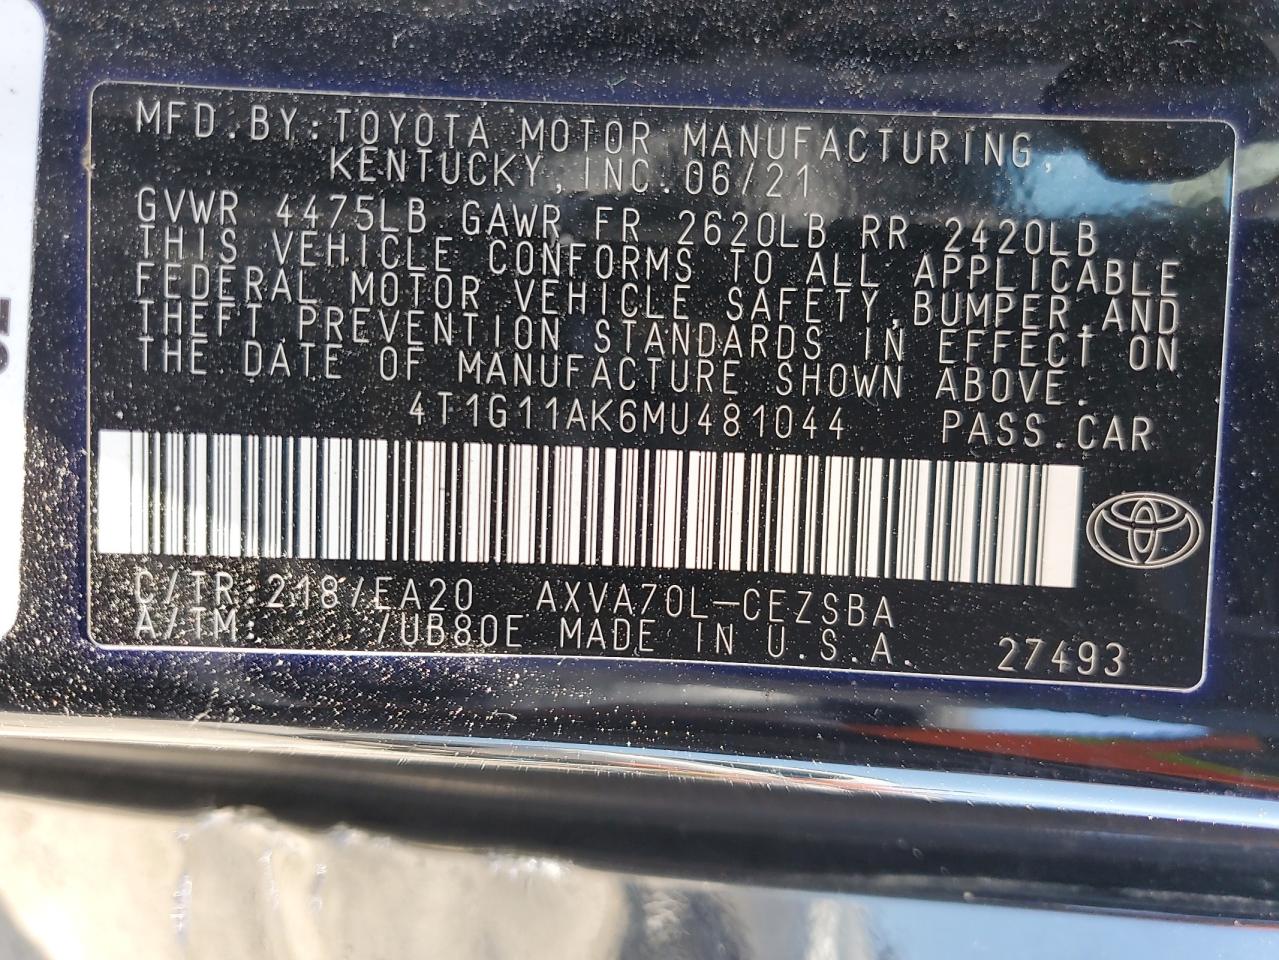 MFD.BY:TOYOTA MOTOR MANUFACTURING,
KENTUCKY,INC.06/21
GVWR 4475LB GAWR FR 2620LB RR 2420LB
THIS VEHICLE CONFORMS TO ALL APPLICABLE
FEDERAL MOTOR VEHICLE SAFETY,BUMPER,AND
THEFT PREVENTION STANDARDS IN EFFECT ON
THE DATE OF MANUFACTURE SHOWN ABOVE.
4T1G11AK6MU481044 PASS.CAR
C/TR:218/EA20 AXVA70L-CEZSBA
A/TM: /UB80E MADE IN U.S.A. 27493